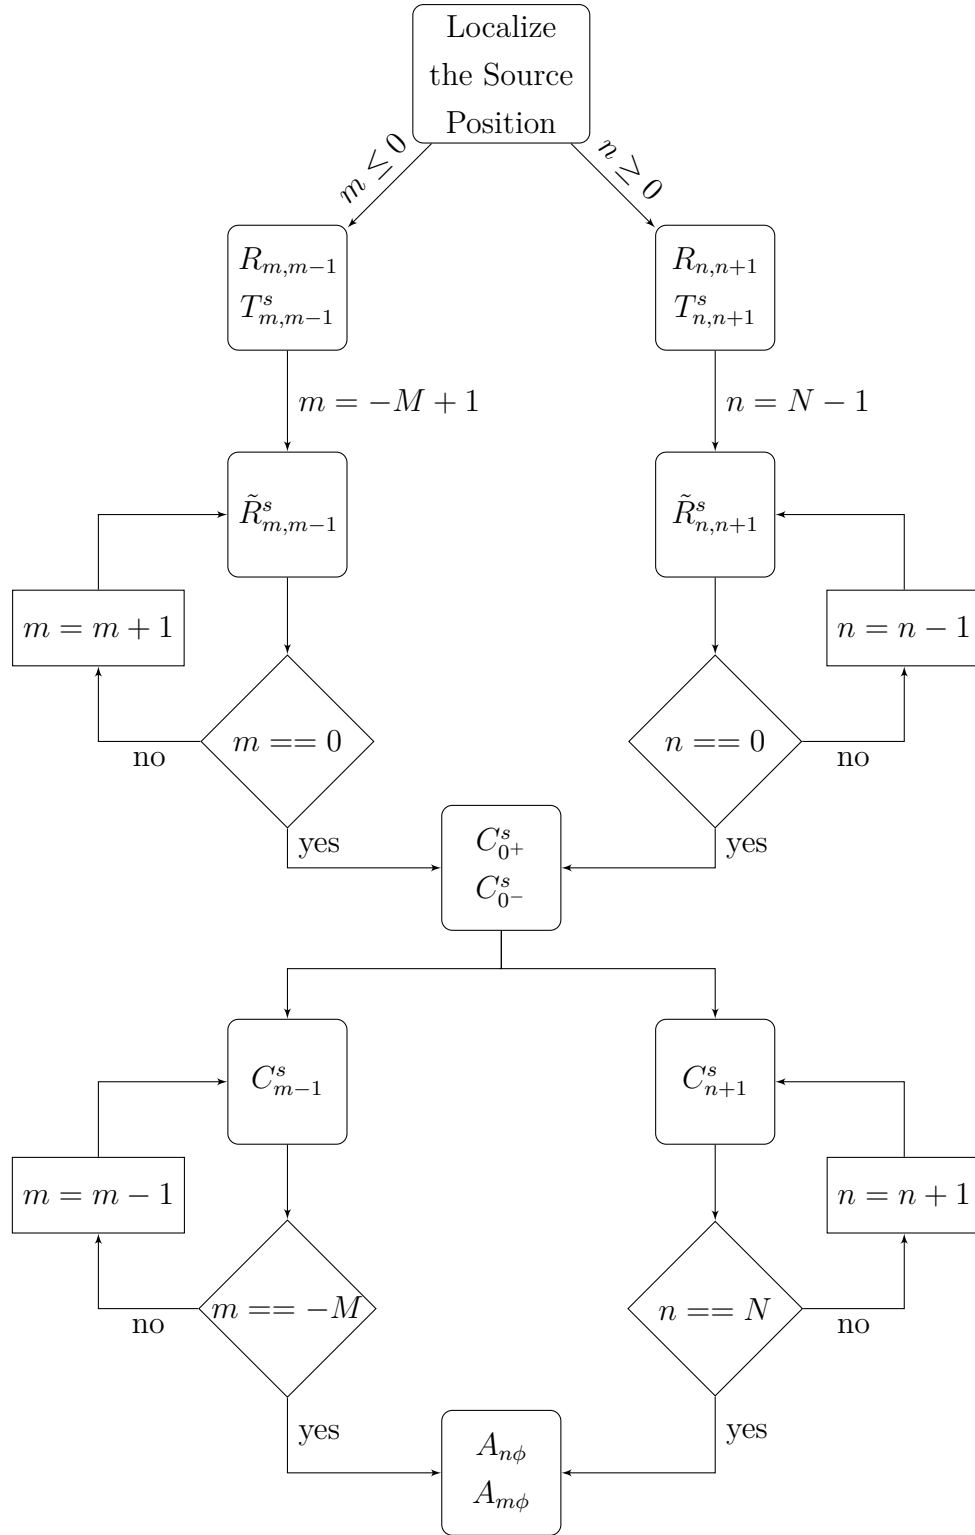 Localize
the Source
Position
m ≤ 0
n ≥ 0
R_{m,m−1}
T^s_{m,m−1}
R_{n,n+1}
T^s_{n,n+1}
m = −M + 1
n = N − 1
R̃^s_{m,m−1}
R̃^s_{n,n+1}
m = m + 1
n = n − 1
m == 0
n == 0
no
no
yes
yes
C^s_{0^+}
C^s_{0^−}
C^s_{m−1}
C^s_{n+1}
m = m − 1
n = n + 1
m == −M
n == N
no
no
yes
yes
A_{nϕ}
A_{mϕ}